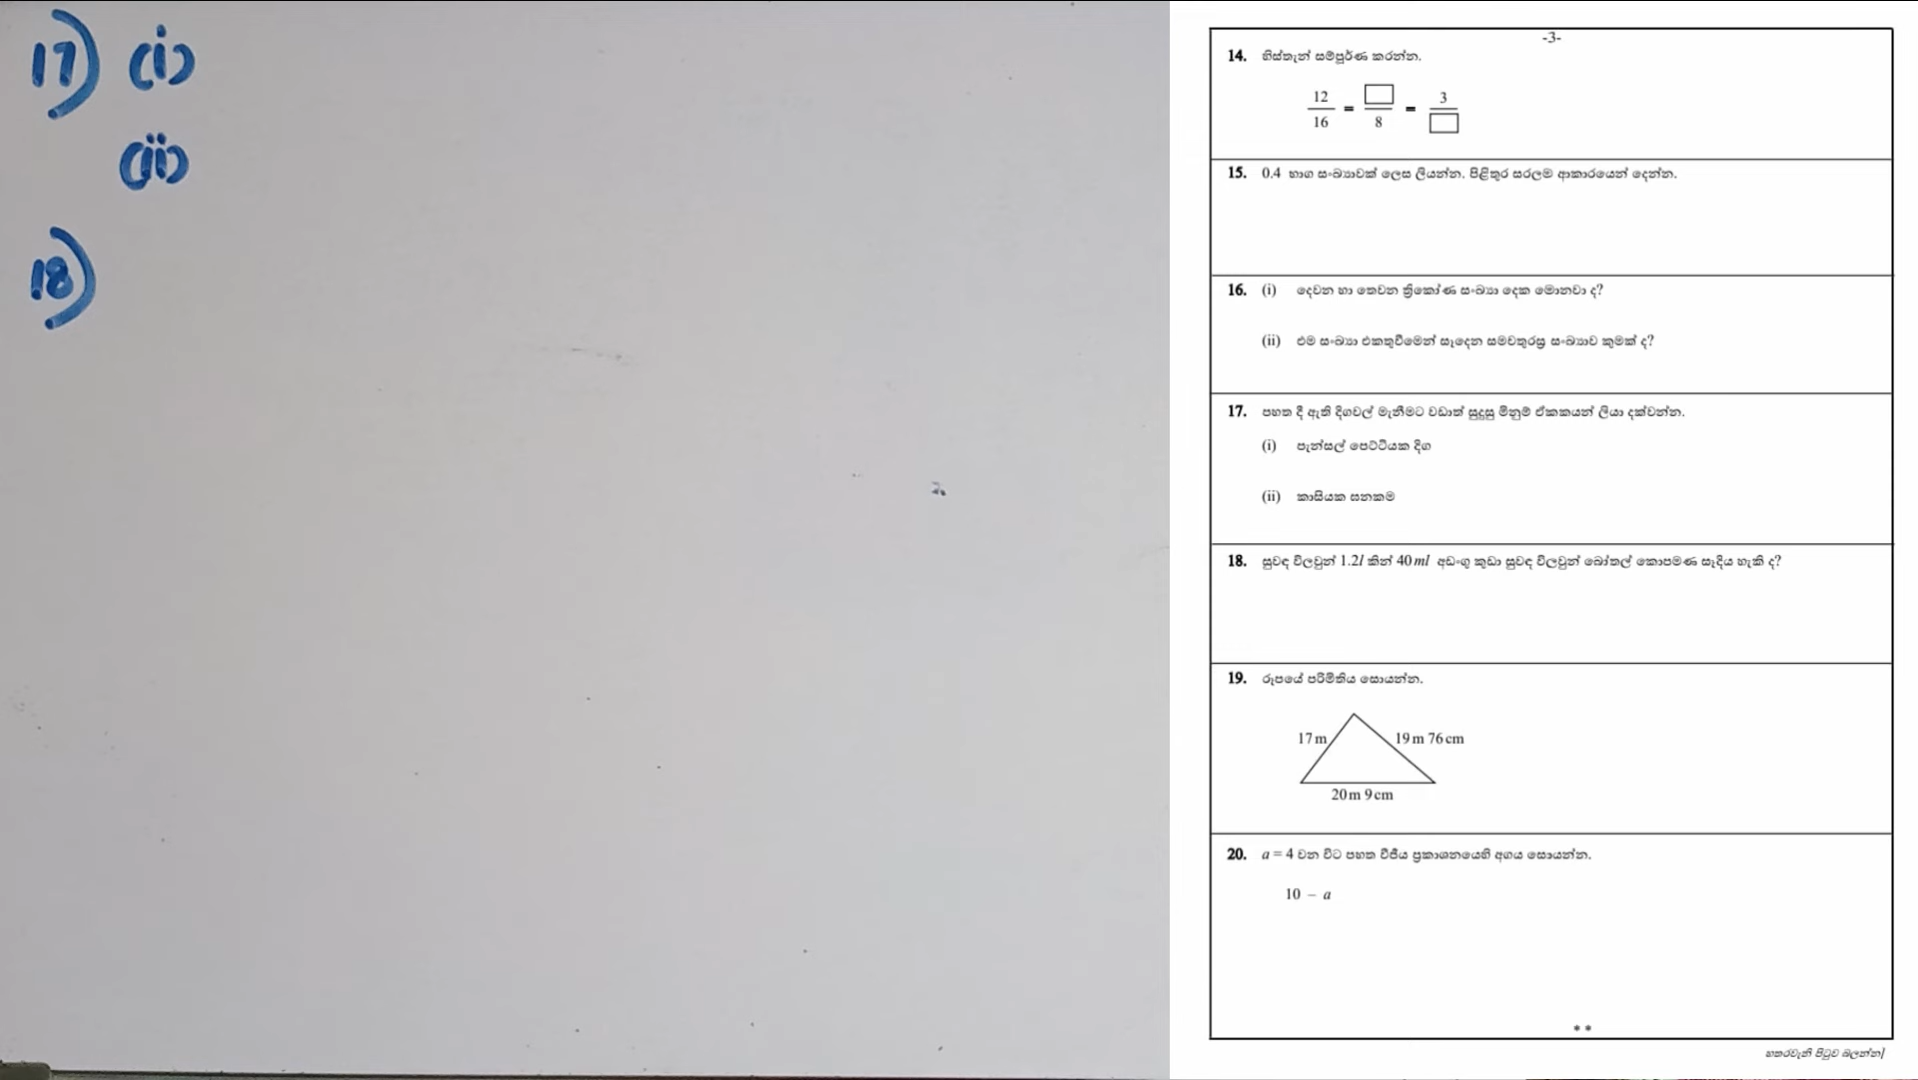 17) (i)
(ii)
18)
-3-
14. හිස්තැන් සම්පූර්ණ කරන්න.
12/16 = □/8 = 3/□
15. 0.4 භාග සංඛ්‍යාවක් ලෙස ලියන්න. පිළිතුර සරලම ආකාරයෙන් දෙන්න.
16. (i) දෙවන හා තෙවන ත්‍රිකෝණ සංඛ්‍යා දෙක මොනවා ද?
(ii) එම සංඛ්‍යා එකතුවීමෙන් සෑදෙන සමචතුරස්‍ර සංඛ්‍යාව කුමක් ද?
17. පහත දී ඇති දිගවල් මැනීමට වඩාත් සුදුසු මිනුම් ඒකකයන් ලියා දක්වන්න.
(i) පැන්සල් පෙට්ටියක දිග
(ii) කාසියක ඝනකම
18. සුවඳ විලවුන් 1.2l කින් 40 ml අඩංගු කුඩා සුවඳ විලවුන් බෝතල් කොපමණ සෑදිය හැකි ද?
19. රූපයේ පරිමිතිය සොයන්න.
17 m 19 m 76 cm
20 m 9 cm
20. a = 4 වන විට පහත වීජීය ප්‍රකාශනයෙහි අගය සොයන්න.
10 – a
* *
හතරවැනි පිටුව බලන්න]